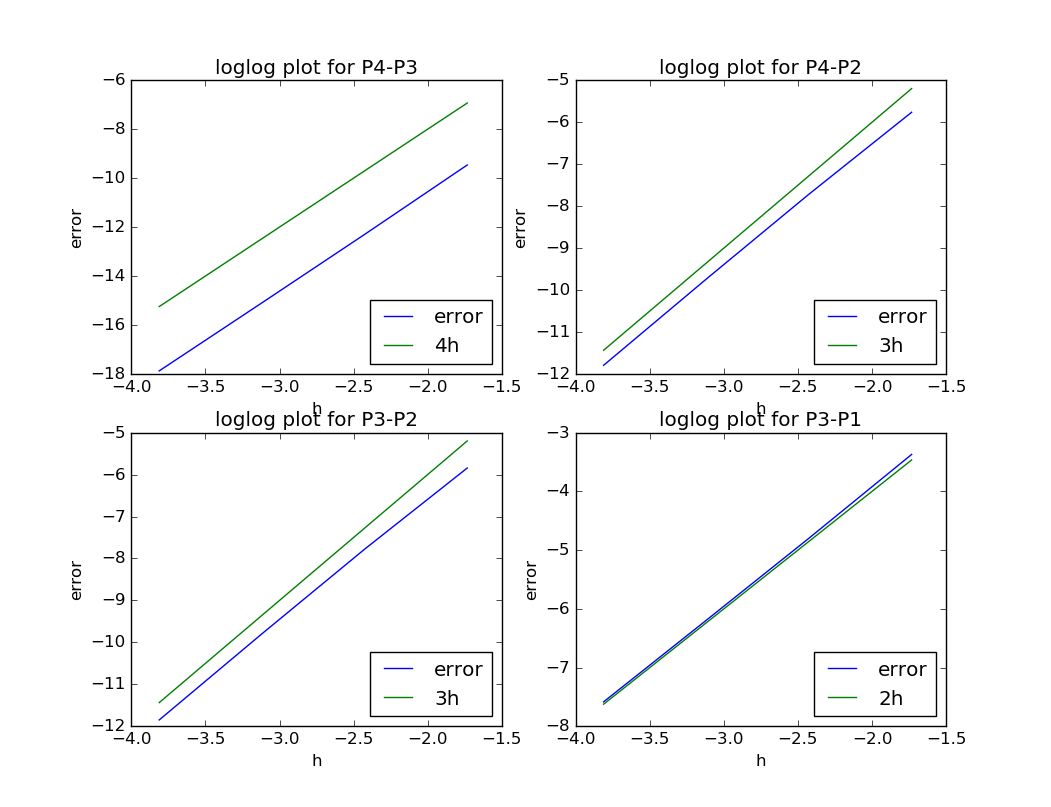 loglog plot for P4-P3
−6
−8
−10
−12
−14
−16
−18
error
error
4h
−4.0 −3.5 −3.0 −2.5 −2.0 −1.5
h
loglog plot for P4-P2
−5
−6
−7
−8
−9
−10
−11
−12
error
error
3h
−4.0 −3.5 −3.0 −2.5 −2.0 −1.5
h
loglog plot for P3-P2
−5
−6
−7
−8
−9
−10
−11
−12
error
error
3h
−4.0 −3.5 −3.0 −2.5 −2.0 −1.5
h
loglog plot for P3-P1
−3
−4
−5
−6
−7
−8
error
error
2h
−4.0 −3.5 −3.0 −2.5 −2.0 −1.5
h